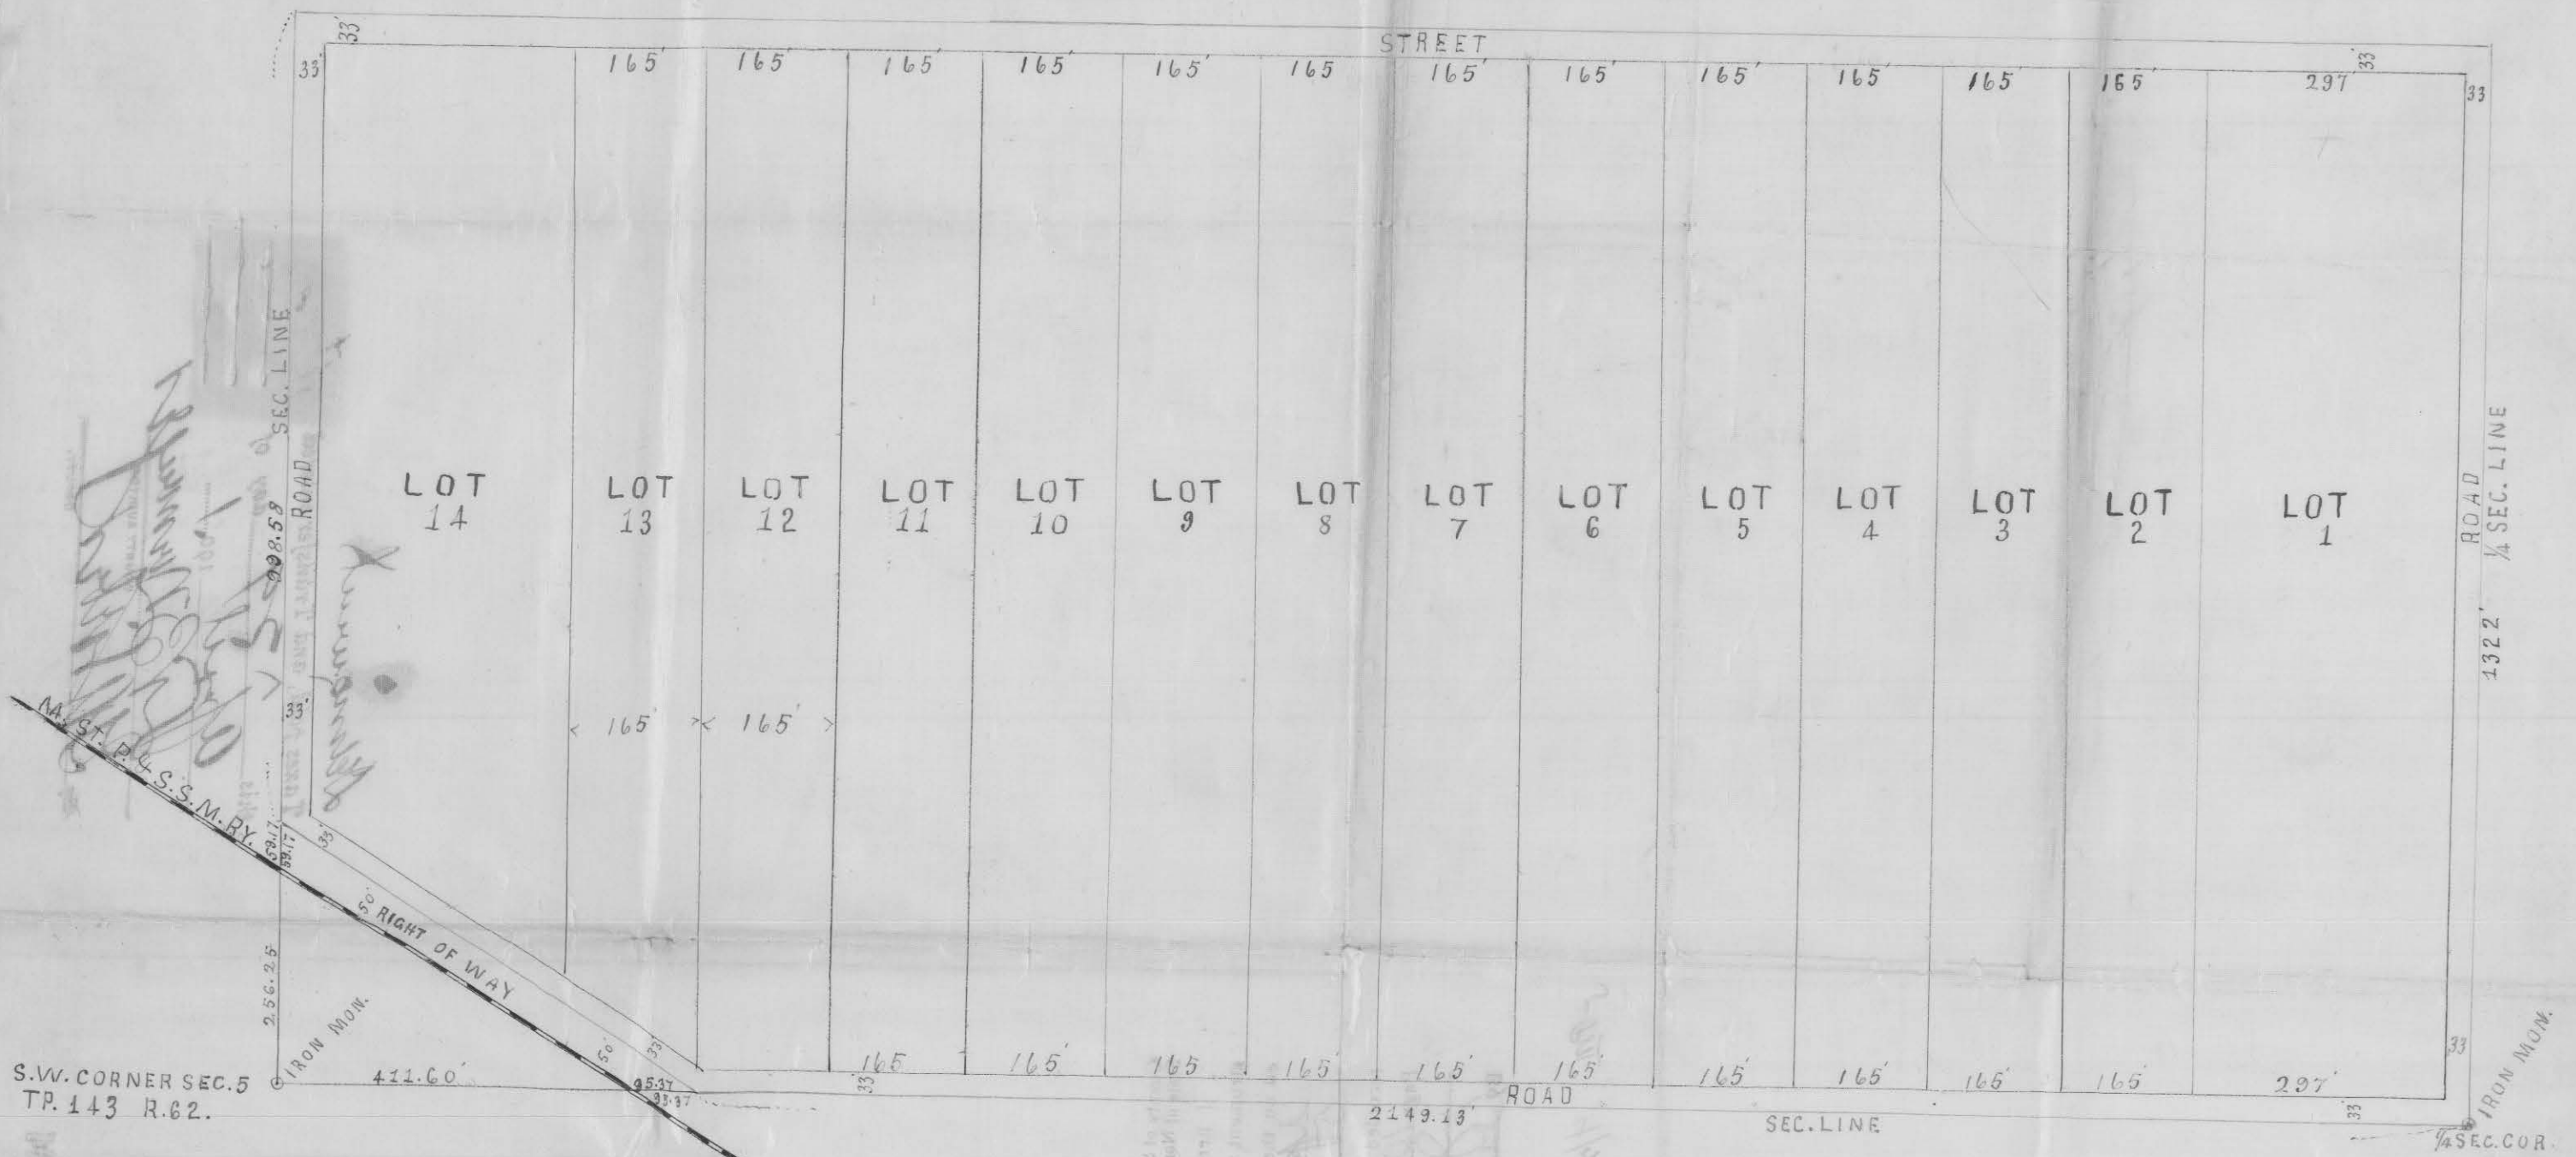 STREET
33'
33'
165'
165'
165'
165'
165'
165
165'
165'
165'
165'
165'
165'
297'
33
33
SEC. LINE
998.58
ROAD
33'
LOT
14
LOT
13
LOT
12
LOT
11
LOT
10
LOT
9
LOT
8
LOT
7
LOT
6
LOT
5
LOT
4
LOT
3
LOT
2
LOT
1
ROAD
1322' ¼ SEC. LINE
165'
165'
M. ST. P. & S.S.M. RY.
59.17
59.17
33'
50' RIGHT OF WAY
50'
33'
256.25
IRON MON.
S.W. CORNER SEC. 5
TP. 143 R. 62.
411.60'
95.37
95.37
33'
165
165'
165
165'
165'
165'
165'
165'
165'
165'
297'
33
ROAD
2149.13'
SEC. LINE
33
IRON MON.
¼ SEC. COR.